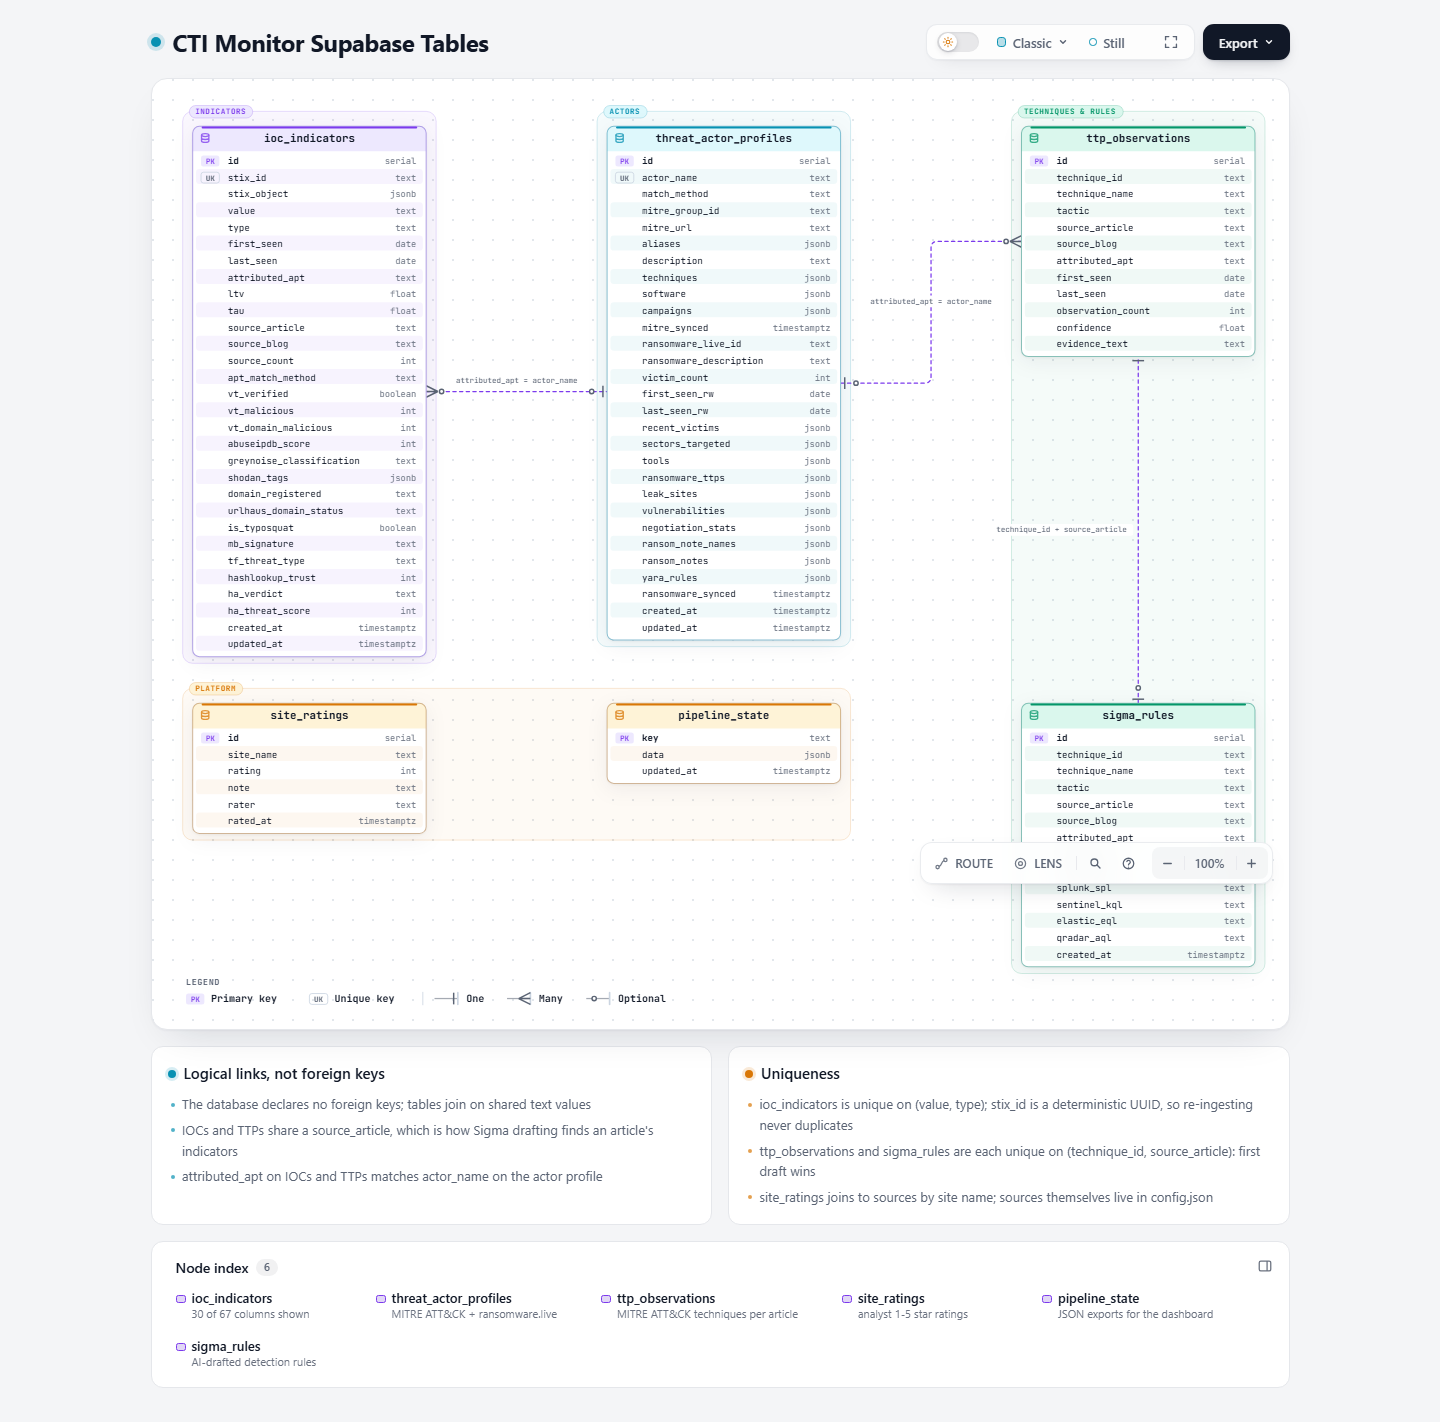 CTI Monitor Supabase Tables
Classic
Still
Export
INDICATORS
ioc_indicators
PK id serial
UK stix_id text
stix_object jsonb
value text
type text
first_seen date
last_seen date
attributed_apt text
ltv float
tau float
source_article text
source_blog text
source_count int
apt_match_method text
vt_verified boolean
vt_malicious int
vt_domain_malicious int
abuseipdb_score int
greynoise_classification text
shodan_tags jsonb
domain_registered text
urlhaus_domain_status text
is_typosquat boolean
mb_signature text
tf_threat_type text
hashlookup_trust int
ha_verdict text
ha_threat_score int
created_at timestamptz
updated_at timestamptz
attributed_apt = actor_name
ACTORS
threat_actor_profiles
PK id serial
UK actor_name text
match_method text
mitre_group_id text
mitre_url text
aliases jsonb
description text
techniques jsonb
software jsonb
campaigns jsonb
mitre_synced timestamptz
ransomware_live_id text
ransomware_description text
victim_count int
first_seen_rw date
last_seen_rw date
recent_victims jsonb
sectors_targeted jsonb
tools jsonb
ransomware_ttps jsonb
leak_sites jsonb
vulnerabilities jsonb
negotiation_stats jsonb
ransom_note_names jsonb
ransom_notes jsonb
yara_rules jsonb
ransomware_synced timestamptz
created_at timestamptz
updated_at timestamptz
attributed_apt = actor_name
TECHNIQUES & RULES
ttp_observations
PK id serial
technique_id text
technique_name text
tactic text
source_article text
source_blog text
attributed_apt text
first_seen date
last_seen date
observation_count int
confidence float
evidence_text text
technique_id + source_article
PLATFORM
site_ratings
PK id serial
site_name text
rating int
note text
rater text
rated_at timestamptz
pipeline_state
PK key text
data jsonb
updated_at timestamptz
sigma_rules
PK id serial
technique_id text
technique_name text
tactic text
source_article text
source_blog text
attributed_apt text
splunk_spl text
sentinel_kql text
elastic_eql text
qradar_aql text
created_at timestamptz
ROUTE
LENS
100%
LEGEND
PK Primary key
UK Unique key
One
Many
Optional
Logical links, not foreign keys
The database declares no foreign keys; tables join on shared text values
IOCs and TTPs share a source_article, which is how Sigma drafting finds an article's
indicators
attributed_apt on IOCs and TTPs matches actor_name on the actor profile
Uniqueness
ioc_indicators is unique on (value, type); stix_id is a deterministic UUID, so re-ingesting
never duplicates
ttp_observations and sigma_rules are each unique on (technique_id, source_article): first
draft wins
site_ratings joins to sources by site name; sources themselves live in config.json
Node index 6
ioc_indicators
30 of 67 columns shown
threat_actor_profiles
MITRE ATT&CK + ransomware.live
ttp_observations
MITRE ATT&CK techniques per article
site_ratings
analyst 1-5 star ratings
pipeline_state
JSON exports for the dashboard
sigma_rules
AI-drafted detection rules